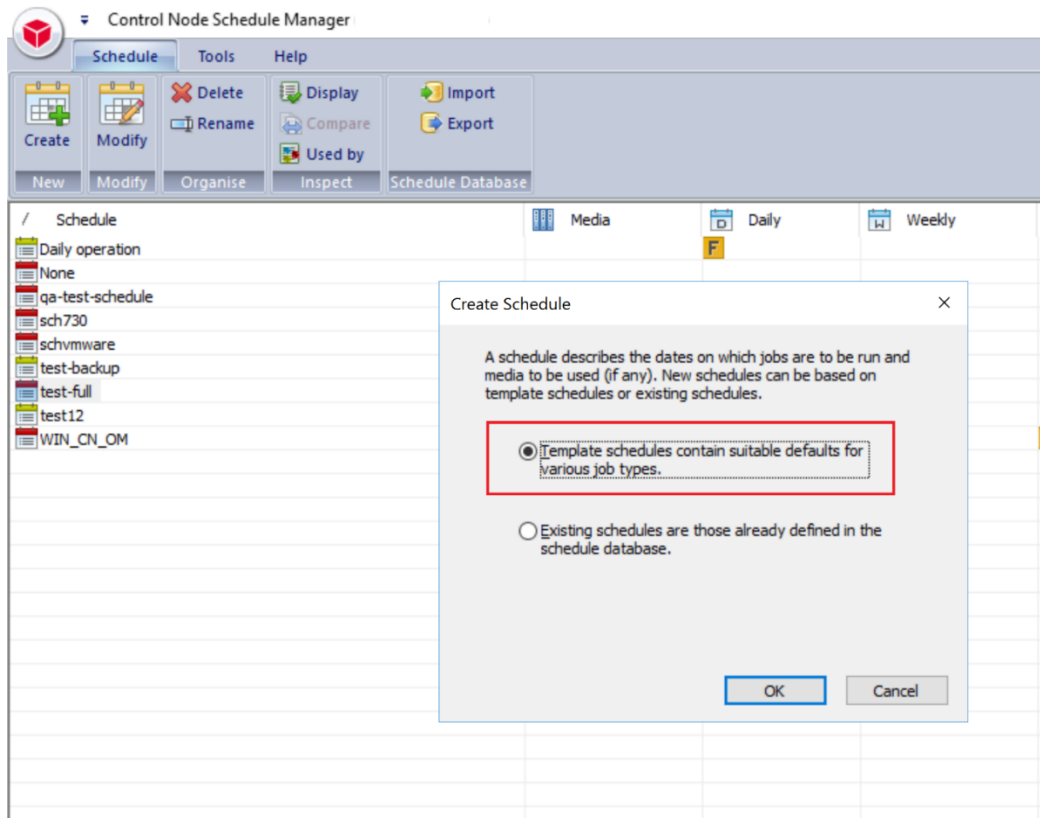 Control Node Schedule Manager
Schedule Tools Help
Create
Modify
Delete
Rename
Display
Compare
Used by
Import
Export
New Modify Organise Inspect Schedule Database
/ Schedule Media D Daily W Weekly
Daily operation F
None
qa-test-schedule
sch730
schvmware
test-backup
test-full
test12
WIN_CN_OM
Create Schedule
A schedule describes the dates on which jobs are to be run and
media to be used (if any). New schedules can be based on
template schedules or existing schedules.
Template schedules contain suitable defaults for
various job types.
Existing schedules are those already defined in the
schedule database.
OK Cancel